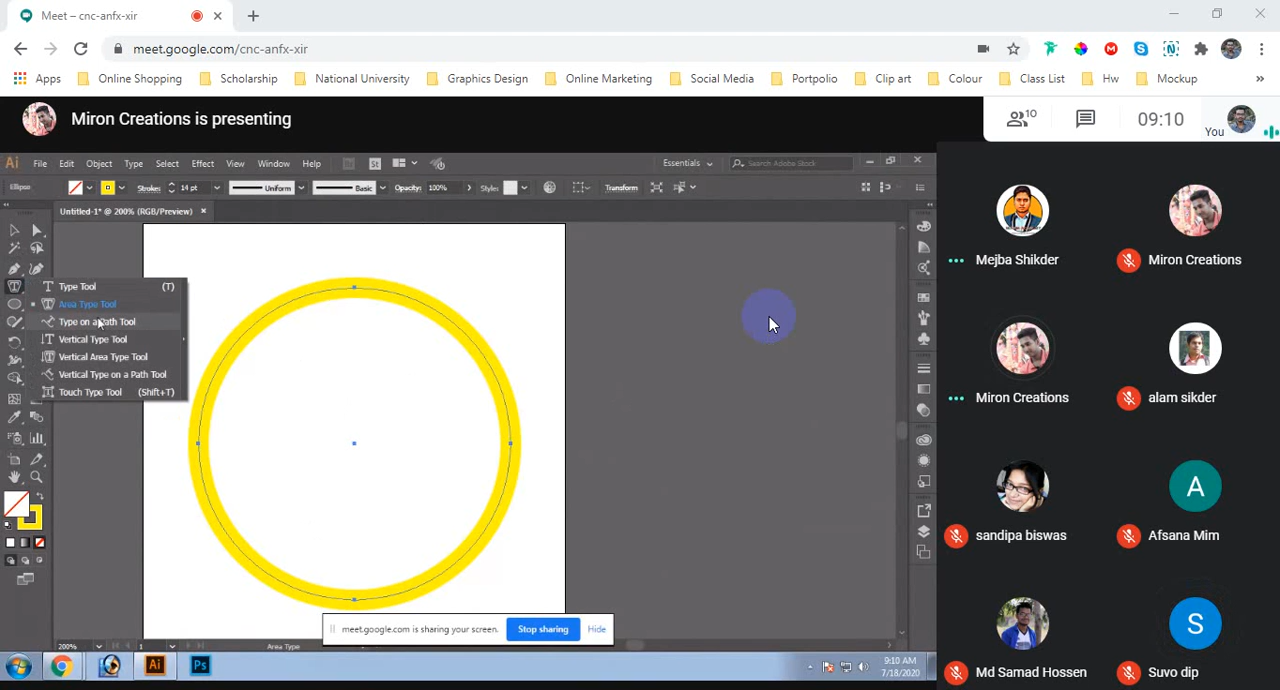 Meet – cnc-anfx-xir
meet.google.com/cnc-anfx-xir
Apps Online Shopping Scholarship National University Graphics Design Online Marketing Social Media Portpolio Clip art Colour Class List Hw Mockup »
Miron Creations is presenting
10
09:10
You
Ai File Edit Object Type Select Effect View Window Help Br St Essentials Search Adobe Stock
Ellipse Stroke: 14 pt Uniform Basic Opacity: 100% Style: Transform
Untitled-1* @ 200% (RGB/Preview)
Type Tool (T)
Area Type Tool
Type on a Path Tool
Vertical Type Tool
Vertical Area Type Tool
Vertical Type on a Path Tool
Touch Type Tool (Shift+T)
Mejba Shikder
Miron Creations
Miron Creations
alam sikder
sandipa biswas
A
Afsana Mim
Md Samad Hossen
S
Suvo dip
meet.google.com is sharing your screen. Stop sharing Hide
200% 1 Area Type
Ai Ps
9:10 AM
7/18/2020